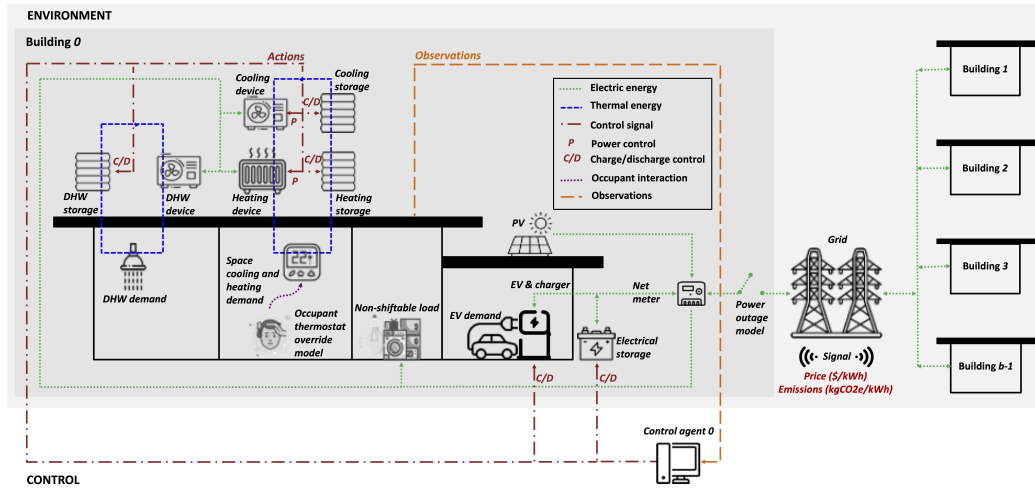 ENVIRONMENT
Building 0
Actions
Observations
Cooling
device
Cooling
storage
C/D
P
Electric energy
Thermal energy
Control signal
P
Power control
C/D
Charge/discharge control
Occupant interaction
Observations
Building 1
C/D
C/D
P
DHW
storage
DHW
device
Heating
device
Heating
storage
Building 2
PV
Grid
22°
DHW demand
Space
cooling and
heating
demand
Occupant
thermostat
override
model
Non-shiftable load
EV & charger
EV demand
Electrical
storage
Net
meter
Power
outage
model
Building 3
Signal
Price ($/kWh)
Emissions (kgCO2e/kWh)
Building b-1
C/D
C/D
Control agent 0
CONTROL